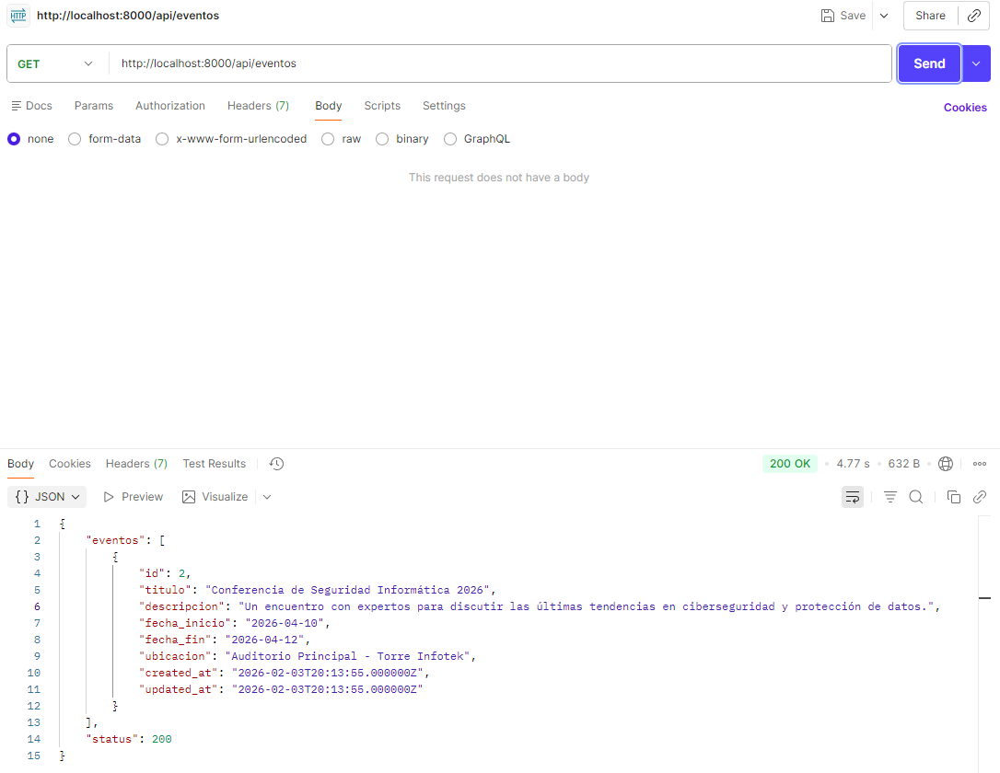 HTTP http://localhost:8000/api/eventos Save Share
GET http://localhost:8000/api/eventos Send
Docs Params Authorization Headers (7) Body Scripts Settings Cookies
none form-data x-www-form-urlencoded raw binary GraphQL
This request does not have a body
Body Cookies Headers (7) Test Results 200 OK • 4.77 s • 632 B •
{} JSON Preview Visualize
1 {
2 "eventos": [
3 {
4 "id": 2,
5 "titulo": "Conferencia de Seguridad Informática 2026",
6 "descripcion": "Un encuentro con expertos para discutir las últimas tendencias en ciberseguridad y protección de datos.",
7 "fecha_inicio": "2026-04-10",
8 "fecha_fin": "2026-04-12",
9 "ubicacion": "Auditorio Principal - Torre Infotek",
10 "created_at": "2026-02-03T20:13:55.000000Z",
11 "updated_at": "2026-02-03T20:13:55.000000Z"
12 }
13 ],
14 "status": 200
15 }